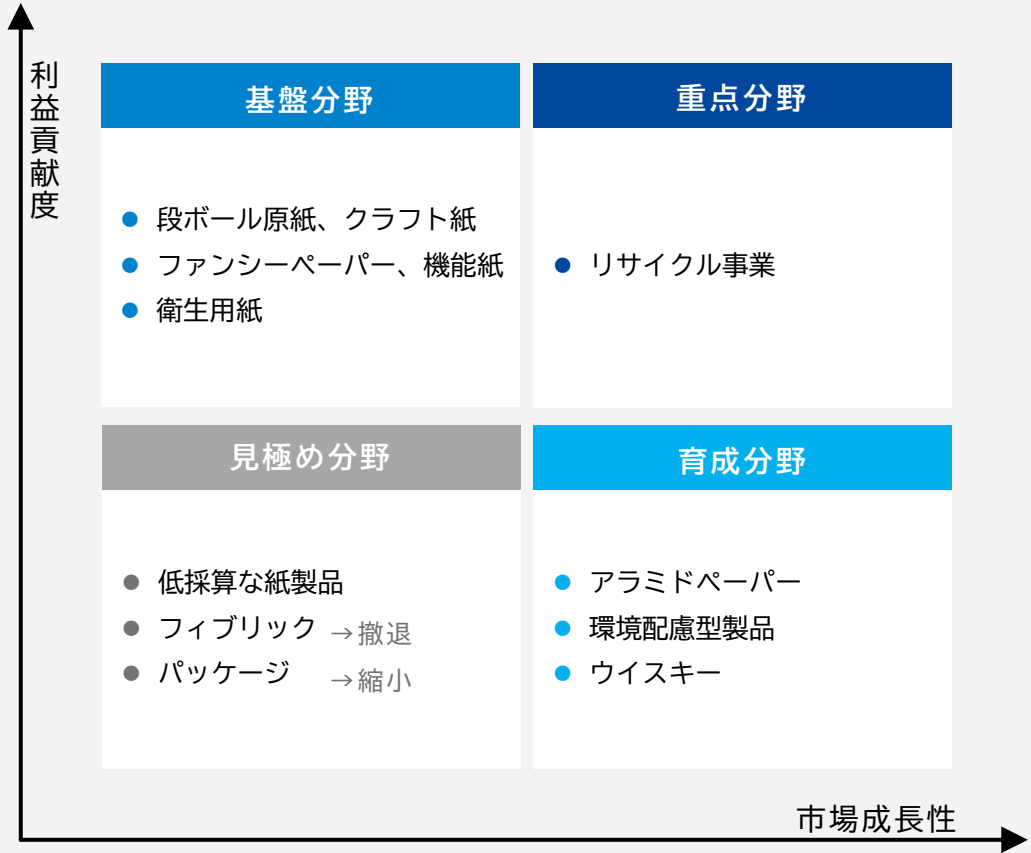 利益貢献度
基盤分野
段ボール原紙、クラフト紙
ファンシーペーパー、機能紙
衛生用紙
重点分野
リサイクル事業
見極め分野
低採算な紙製品
フィブリック →撤退
パッケージ →縮小
育成分野
アラミドペーパー
環境配慮型製品
ウイスキー
市場成長性